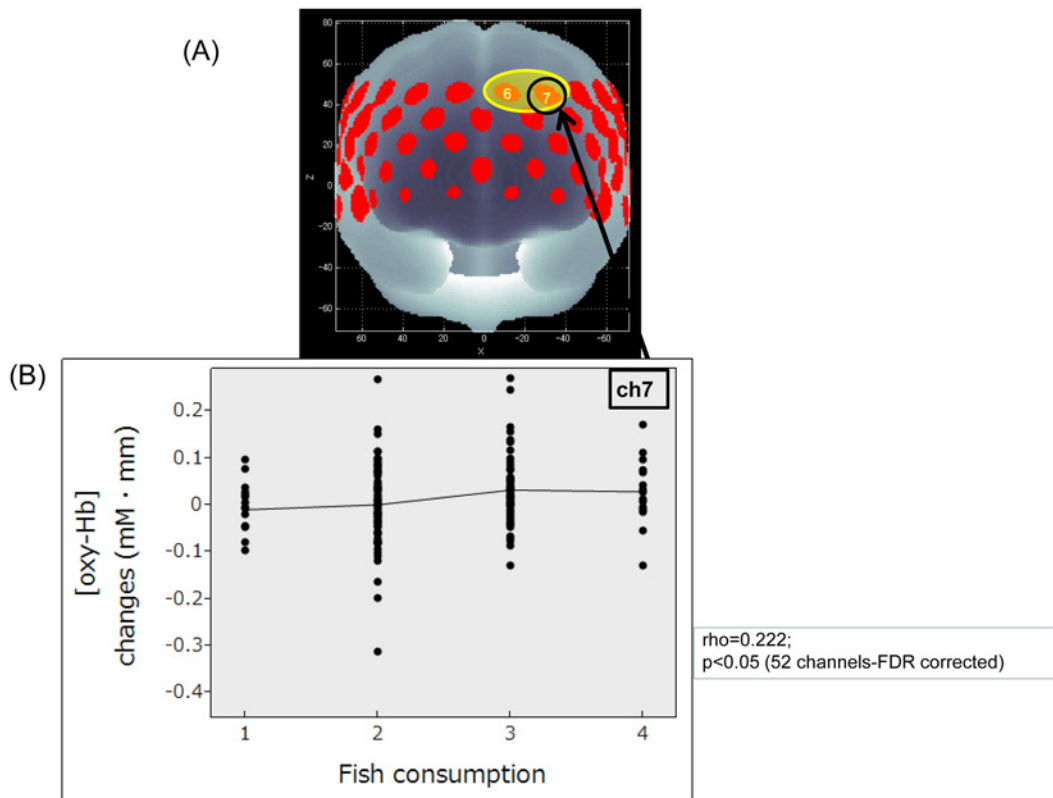 (A)
80
60
40
20
0
-20
-40
-60
Z
6
7
60
40
20
0
-20
-40
-60
X
(B)
ch7
0.2
0.1
0
-0.1
-0.2
-0.3
-0.4
[oxy-Hb]
changes (mM · mm)
1
2
3
4
Fish consumption
rho=0.222;
p<0.05 (52 channels-FDR corrected)